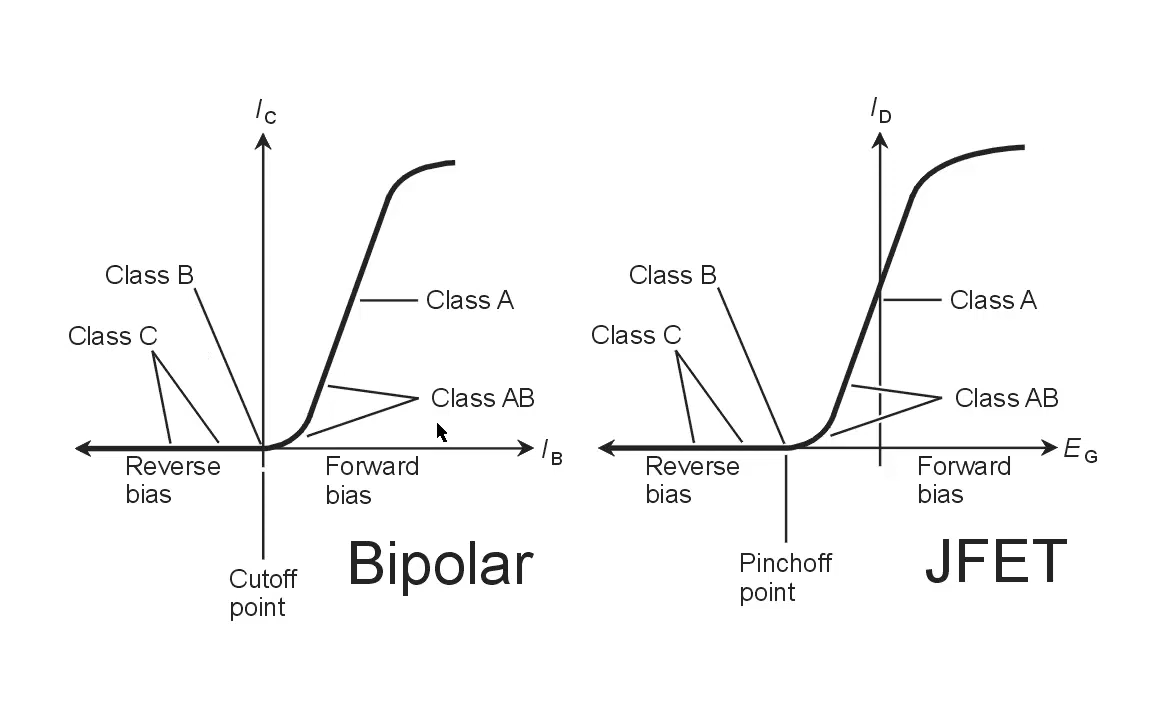 IC
Class B
Class C
Class A
Class AB
IB
Reverse
bias
Forward
bias
Cutoff
point
Bipolar
ID
Class B
Class C
Class A
Class AB
EG
Reverse
bias
Forward
bias
Pinchoff
point
JFET